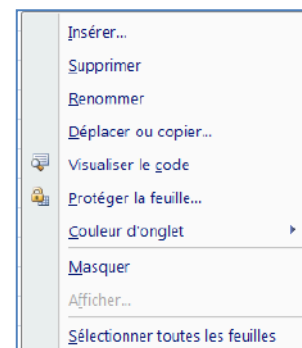 Insérer...
Supprimer
Renommer
Déplacer ou copier...
Visualiser le code
Protéger la feuille...
Couleur d'onglet
Masquer
Afficher...
Sélectionner toutes les feuilles